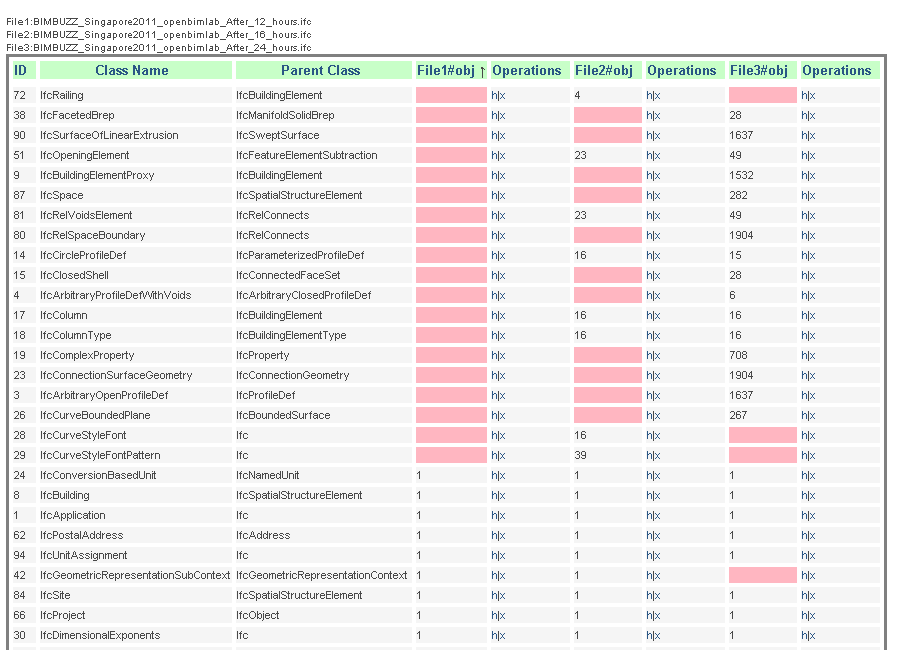 File1:BIMBUZZ_Singapore2011_openbimlab_After_12_hours.ifc
File2:BIMBUZZ_Singapore2011_openbimlab_After_16_hours.ifc
File3:BIMBUZZ_Singapore2011_openbimlab_After_24_hours.ifc
ID Class Name Parent Class File1#obj ↑ Operations File2#obj Operations File3#obj Operations
72 IfcRailing IfcBuildingElement h|x 4 h|x h|x
38 IfcFacetedBrep IfcManifoldSolidBrep h|x h|x 28 h|x
90 IfcSurfaceOfLinearExtrusion IfcSweptSurface h|x h|x 1637 h|x
51 IfcOpeningElement IfcFeatureElementSubtraction h|x 23 h|x 49 h|x
9 IfcBuildingElementProxy IfcBuildingElement h|x h|x 1532 h|x
87 IfcSpace IfcSpatialStructureElement h|x h|x 282 h|x
81 IfcRelVoidsElement IfcRelConnects h|x 23 h|x 49 h|x
80 IfcRelSpaceBoundary IfcRelConnects h|x h|x 1904 h|x
14 IfcCircleProfileDef IfcParameterizedProfileDef h|x 16 h|x 15 h|x
15 IfcClosedShell IfcConnectedFaceSet h|x h|x 28 h|x
4 IfcArbitraryProfileDefWithVoids IfcArbitraryClosedProfileDef h|x h|x 6 h|x
17 IfcColumn IfcBuildingElement h|x 16 h|x 16 h|x
18 IfcColumnType IfcBuildingElementType h|x 16 h|x 16 h|x
19 IfcComplexProperty IfcProperty h|x h|x 708 h|x
23 IfcConnectionSurfaceGeometry IfcConnectionGeometry h|x h|x 1904 h|x
3 IfcArbitraryOpenProfileDef IfcProfileDef h|x h|x 1637 h|x
26 IfcCurveBoundedPlane IfcBoundedSurface h|x h|x 267 h|x
28 IfcCurveStyleFont Ifc h|x 16 h|x h|x
29 IfcCurveStyleFontPattern Ifc h|x 39 h|x h|x
24 IfcConversionBasedUnit IfcNamedUnit 1 h|x 1 h|x 1 h|x
8 IfcBuilding IfcSpatialStructureElement 1 h|x 1 h|x 1 h|x
1 IfcApplication Ifc 1 h|x 1 h|x 1 h|x
62 IfcPostalAddress IfcAddress 1 h|x 1 h|x 1 h|x
94 IfcUnitAssignment Ifc 1 h|x 1 h|x 1 h|x
42 IfcGeometricRepresentationSubContext IfcGeometricRepresentationContext 1 h|x 1 h|x h|x
84 IfcSite IfcSpatialStructureElement 1 h|x 1 h|x 1 h|x
66 IfcProject IfcObject 1 h|x 1 h|x 1 h|x
30 IfcDimensionalExponents Ifc 1 h|x 1 h|x 1 h|x